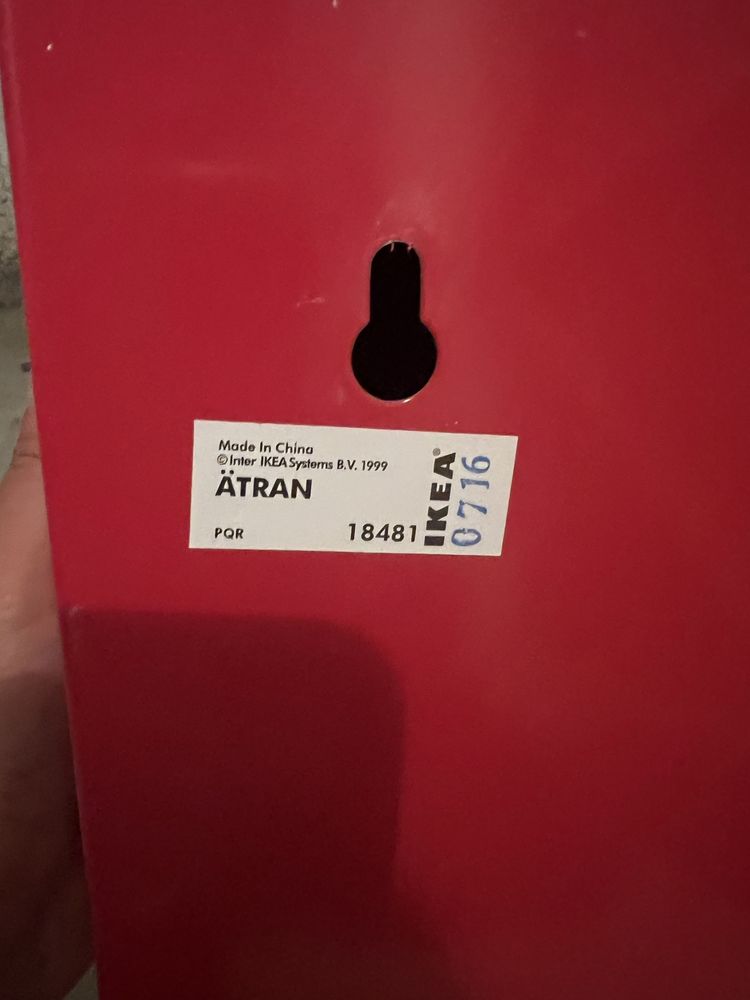 Made In China
©Inter IKEA Systems B.V. 1999
ÄTRAN
PQR 18481
IKEA®
0716